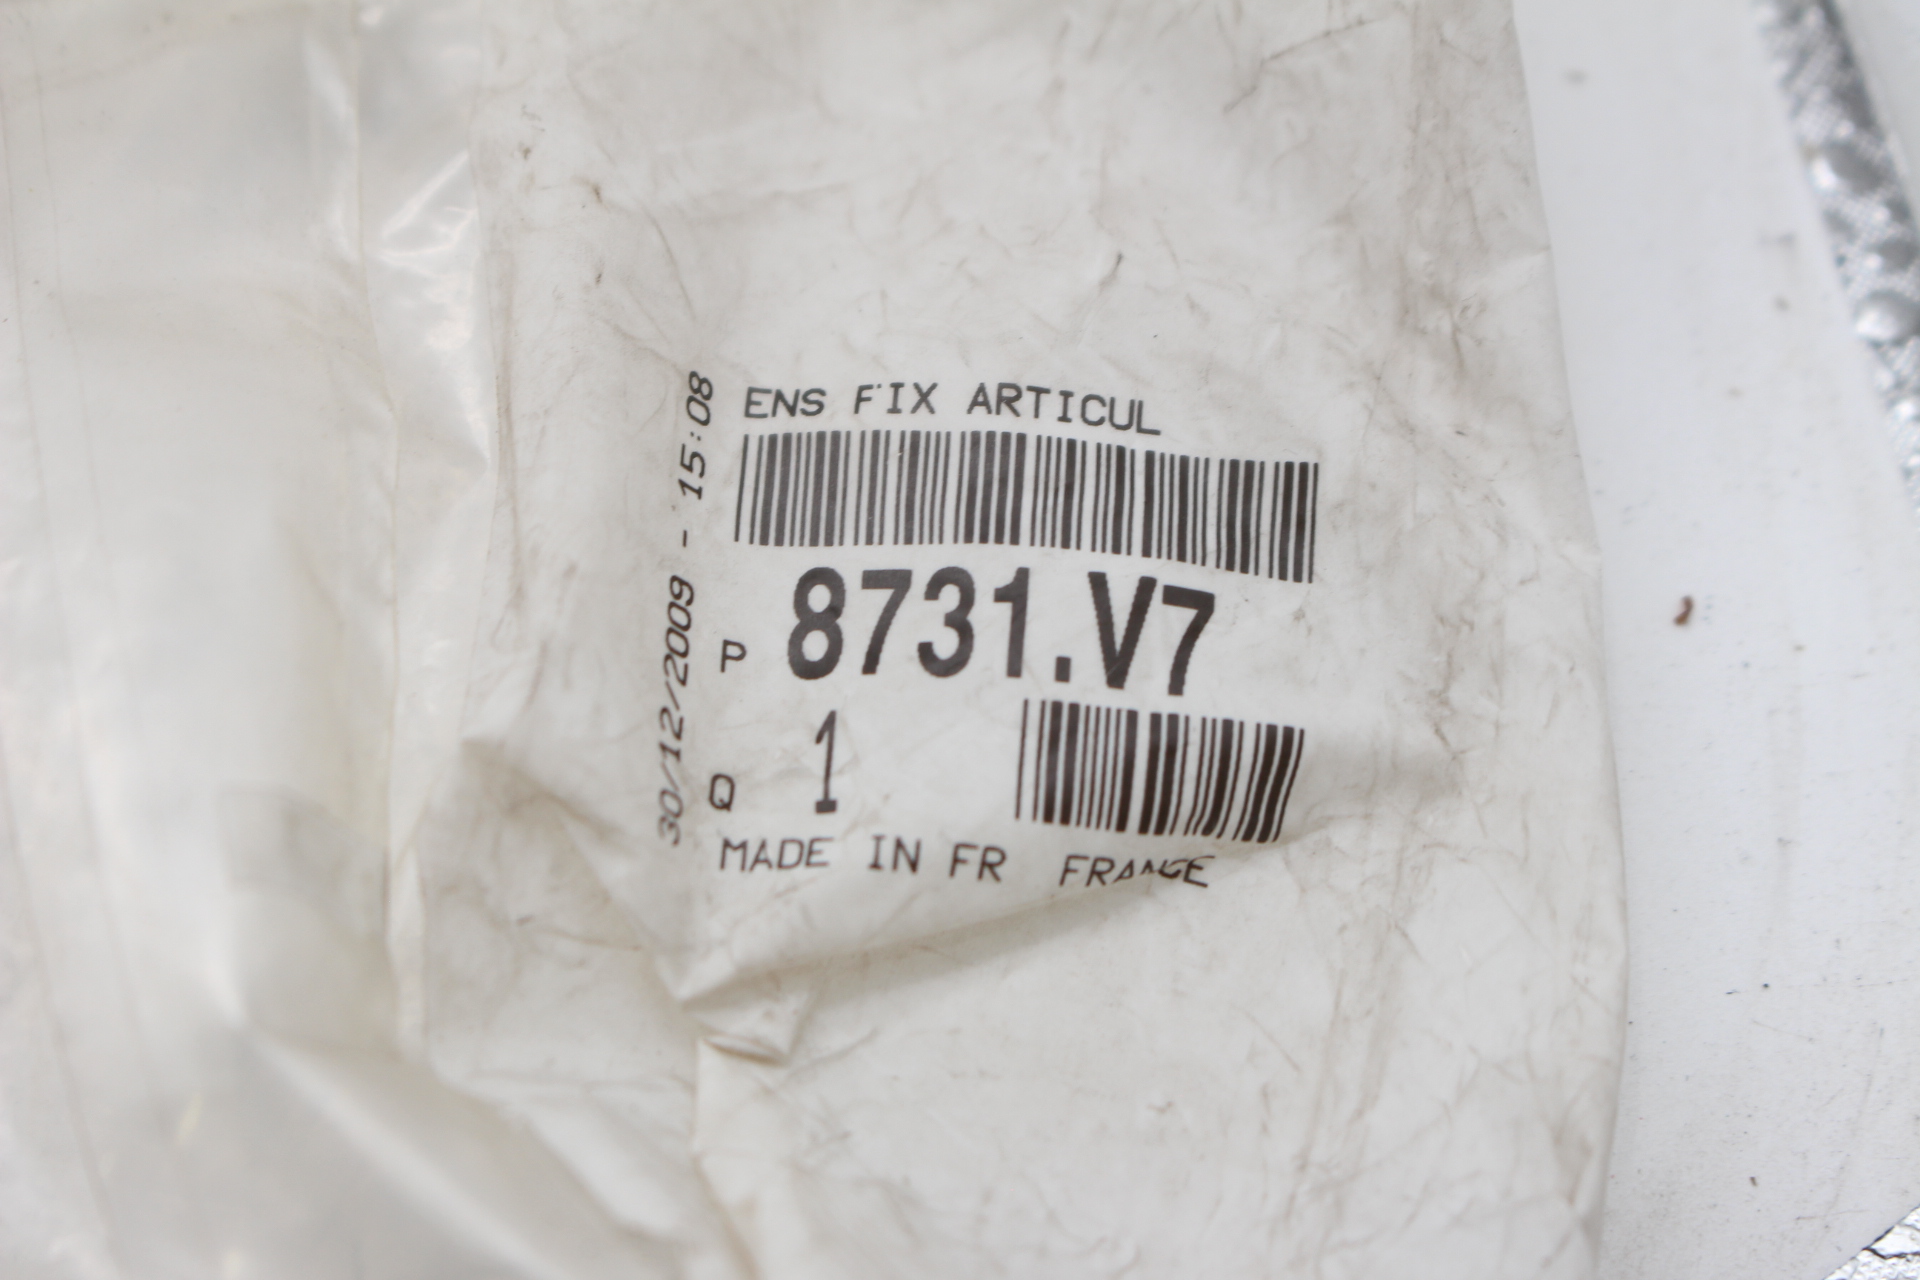 ENS FIX ARTICUL
P 8731.V7
Q 1
MADE IN FR FRANCE
30/12/2009 - 15:08